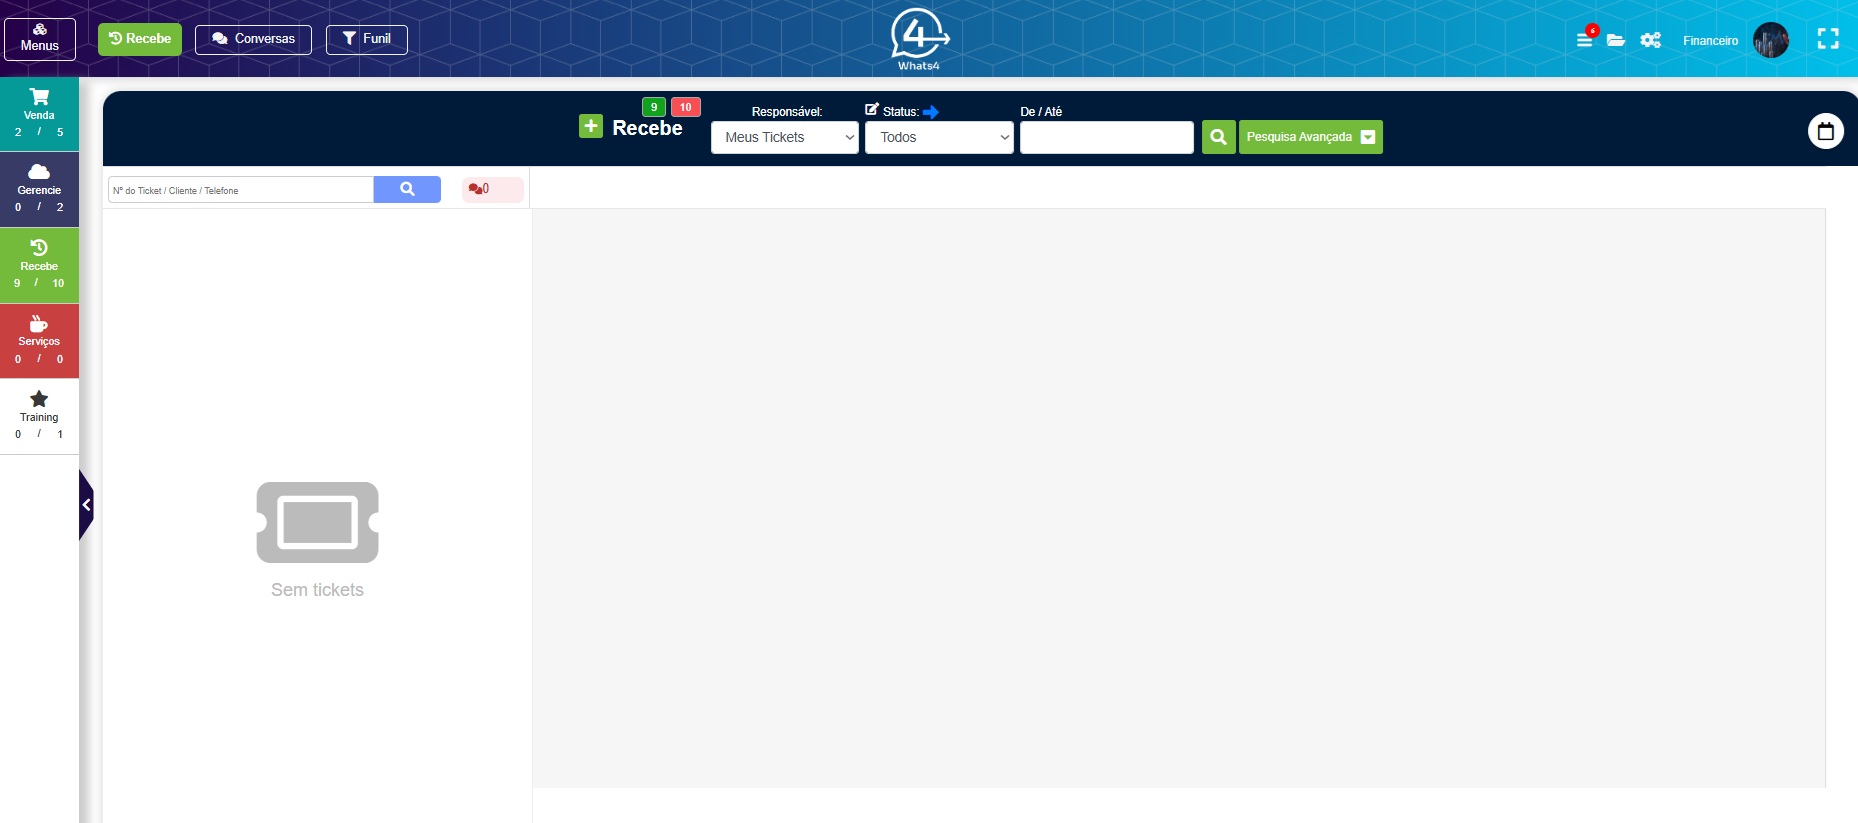 Menus
Recebe
Conversas
Funil
4
Whats4
6
Financeiro
Venda
2 / 5
Gerencie
0 / 2
Recebe
9 / 10
Serviços
0 / 0
Training
0 / 1
9 10
Recebe
Responsável:
Meus Tickets
Status:
Todos
De / Até
Pesquisa Avançada
Nº do Ticket / Cliente / Telefone
0
Sem tickets